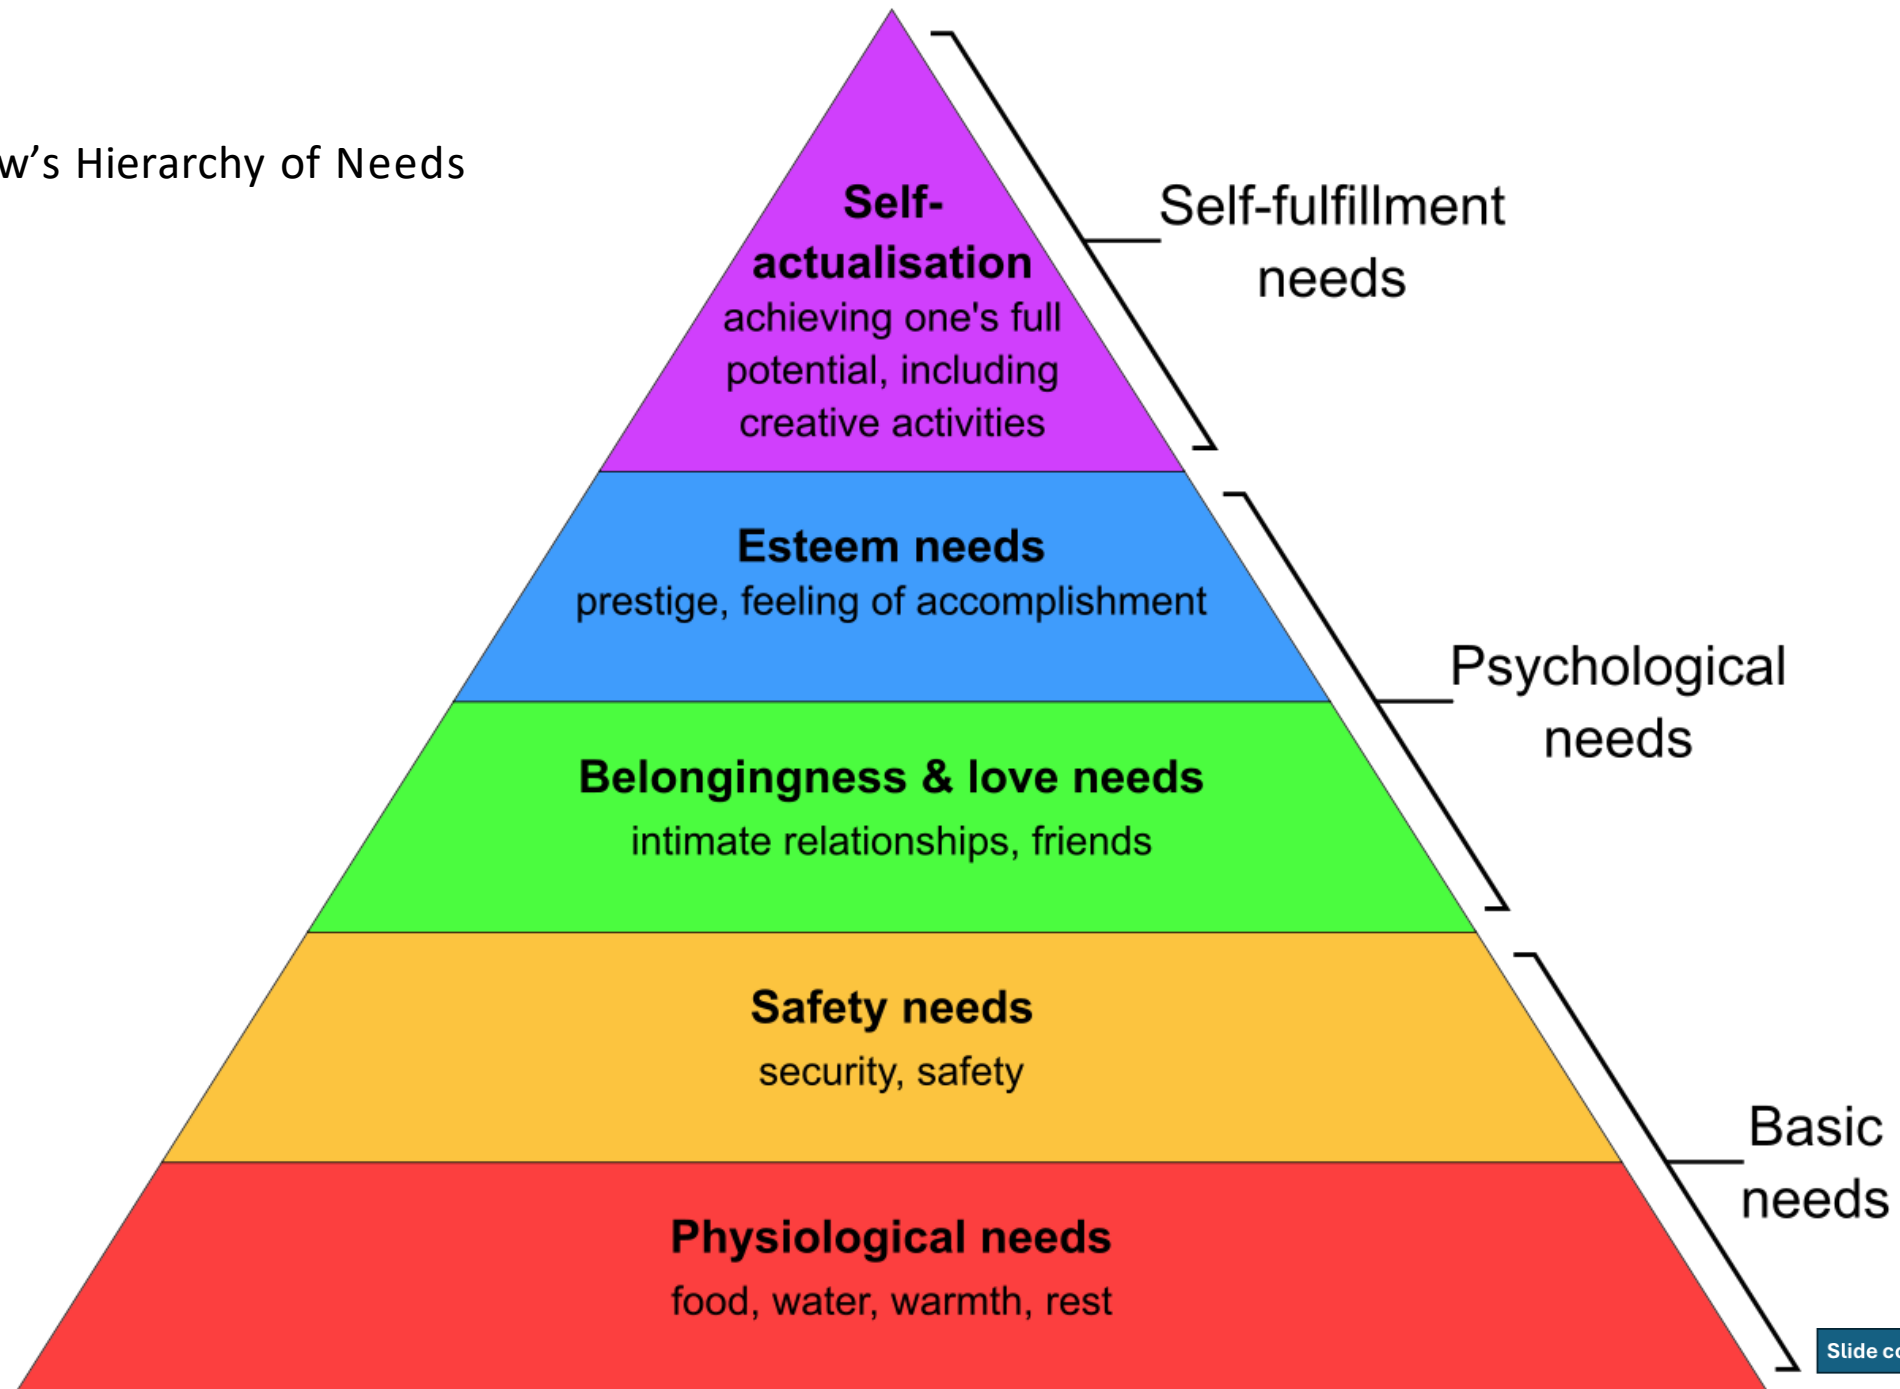 w’s Hierarchy of Needs
Self-
actualisation
achieving one's full
potential, including
creative activities
Self-fulfillment
needs
Esteem needs
prestige, feeling of accomplishment
Psychological
needs
Belongingness & love needs
intimate relationships, friends
Safety needs
security, safety
Basic
needs
Physiological needs
food, water, warmth, rest
Slide